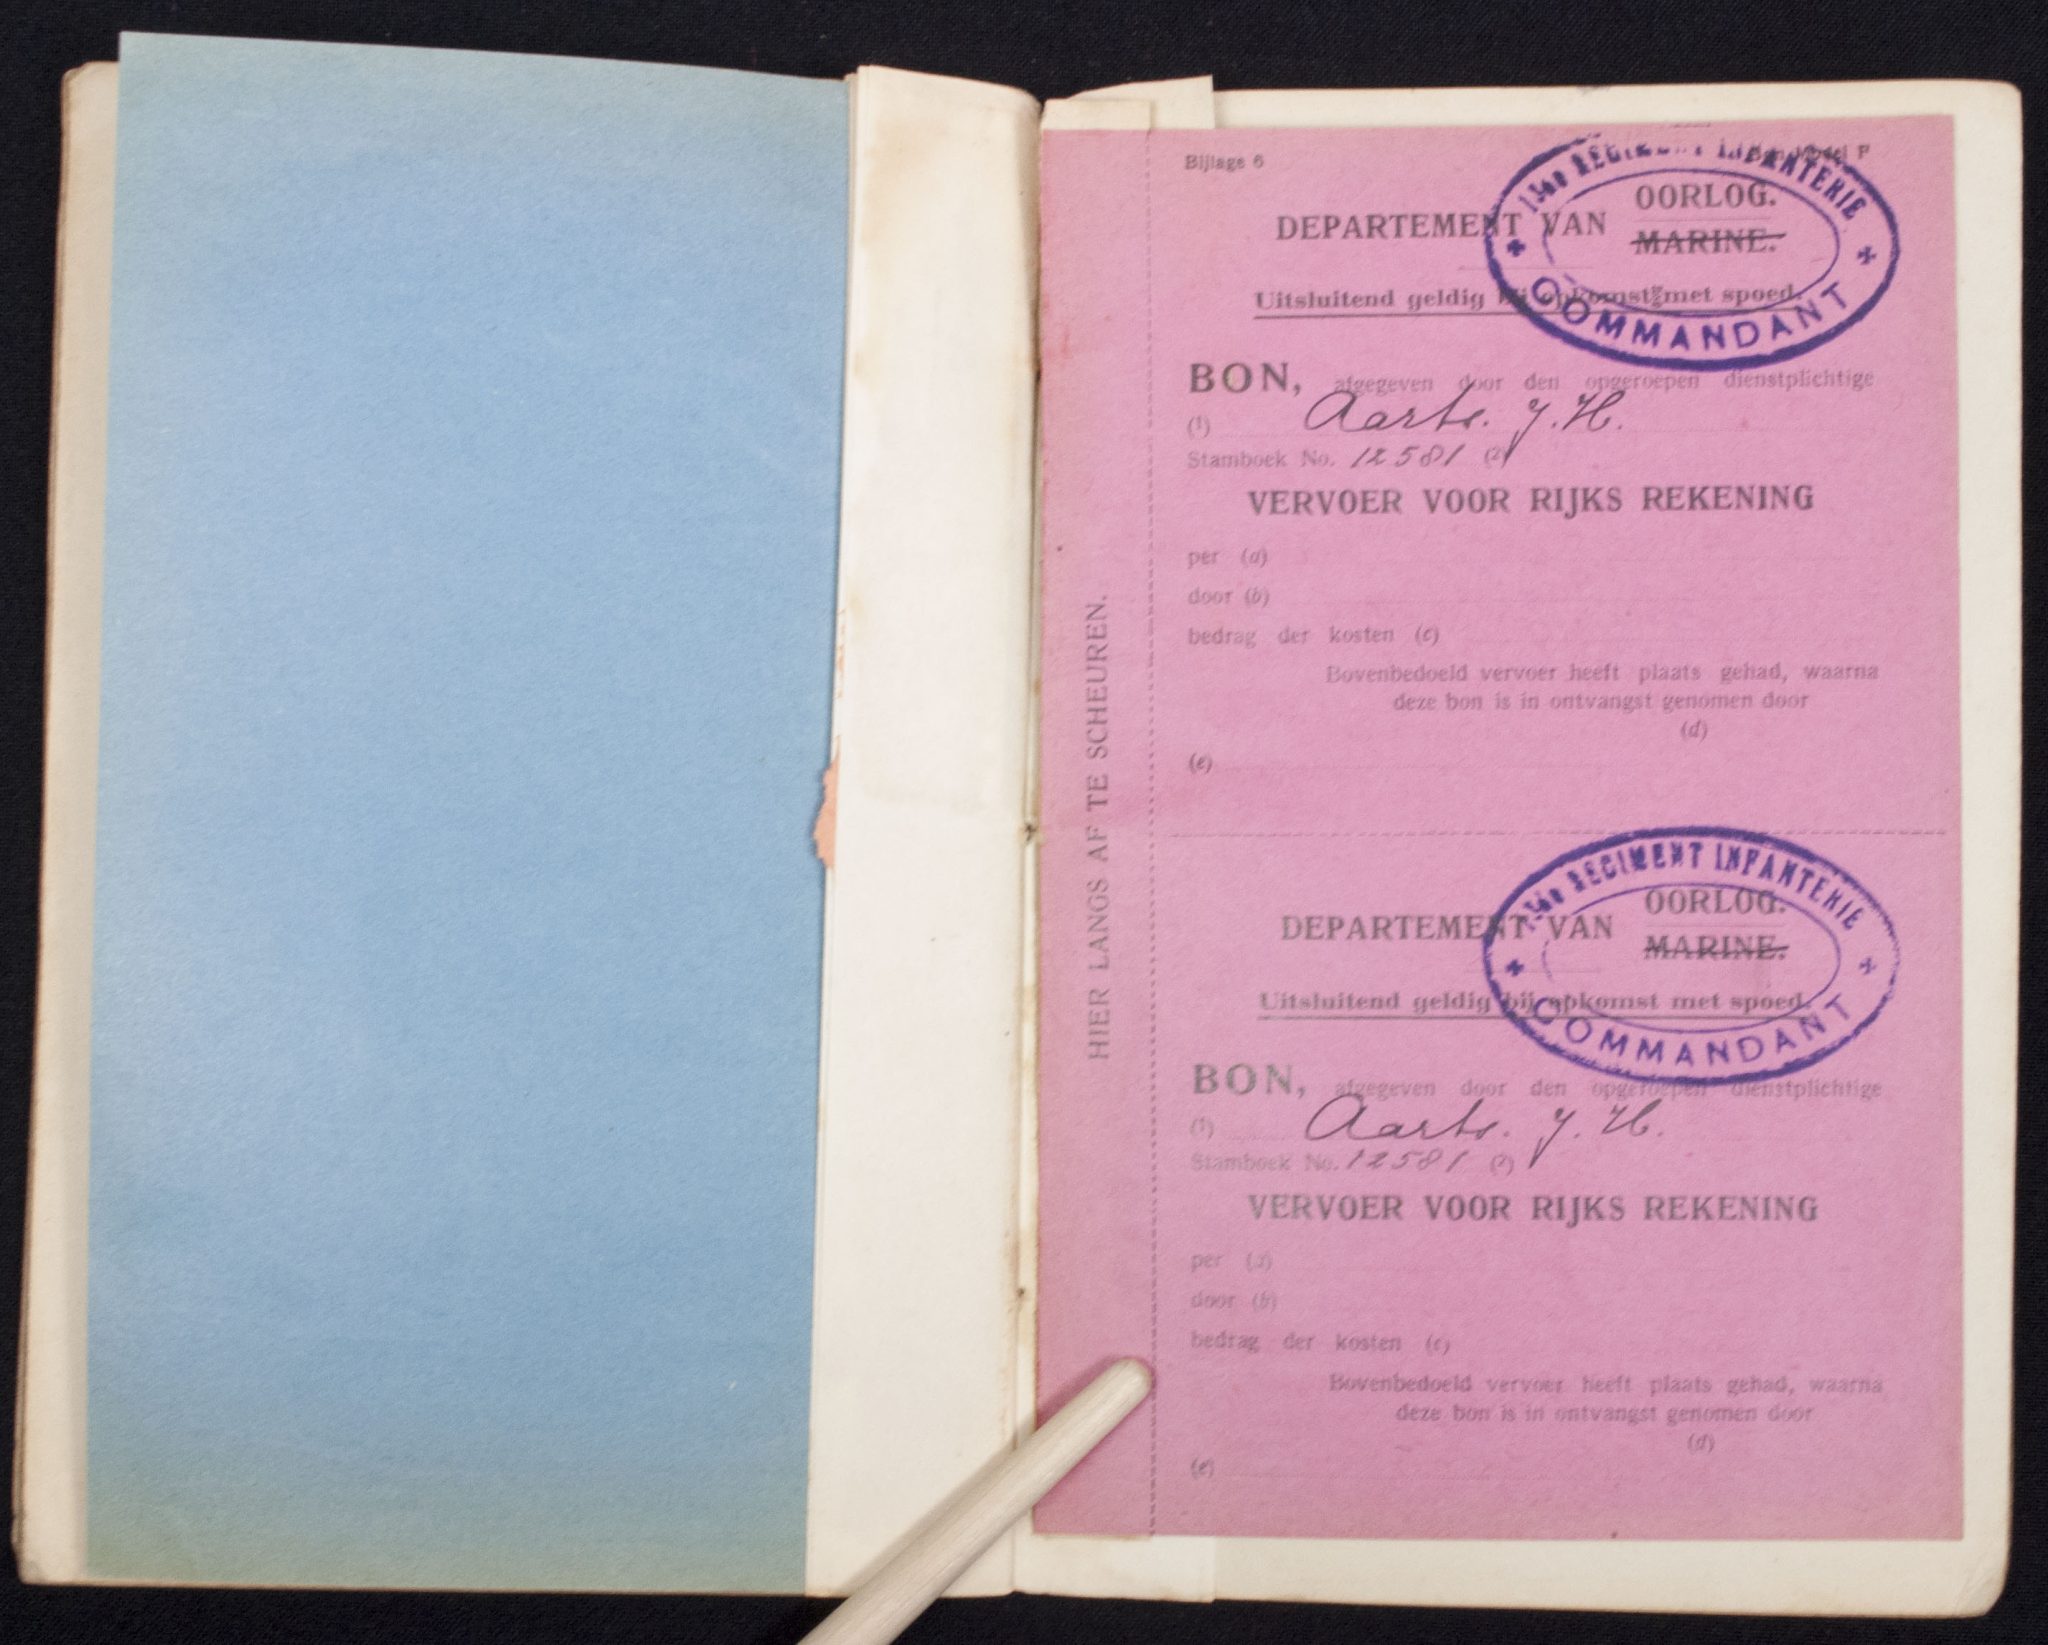 Bijlage 6
DEPARTEMENT VAN OORLOG.
MARINE.
Uitsluitend geldig bij opkomst met spoed.
REGIMENT INFANTERIE
COMMANDANT
BON, afgegeven door den opgeroepen dienstplichtige
(1) Aarts. J. H.
Stamboek No. 12581 (2)
VERVOER VOOR RIJKS REKENING
per (a)
door (b)
bedrag der kosten (c)
Bovenbedoeld vervoer heeft plaats gehad, waarna
deze bon is in ontvangst genomen door
(d)
(e)
HIER LANGS AF TE SCHEUREN.
DEPARTEMENT VAN OORLOG.
MARINE.
Uitsluitend geldig bij opkomst met spoed.
REGIMENT INFANTERIE
COMMANDANT
BON, afgegeven door den opgeroepen dienstplichtige
(1) Aarts. J. H.
Stamboek No. 12581 (2)
VERVOER VOOR RIJKS REKENING
per (a)
door (b)
bedrag der kosten (c)
Bovenbedoeld vervoer heeft plaats gehad, waarna
deze bon is in ontvangst genomen door
(d)
(e)